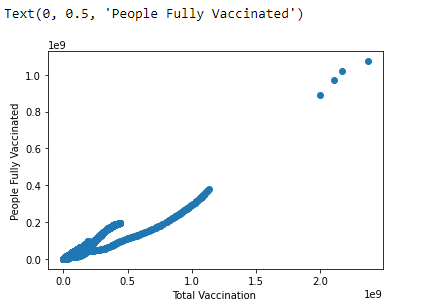 Text(0, 0.5, 'People Fully Vaccinated')
1e9
1.0
0.8
0.6
0.4
0.2
0.0
People Fully Vaccinated
0.0 0.5 1.0 1.5 2.0
Total Vaccination
1e9